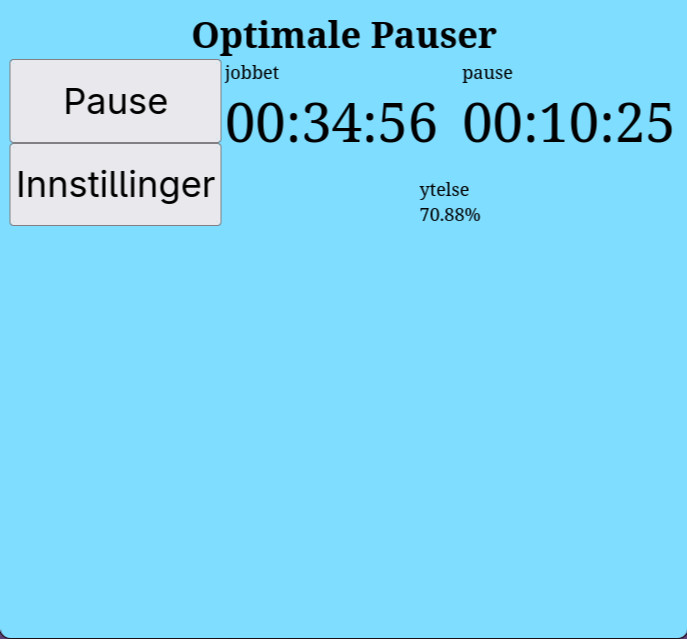 Optimale Pauser
Pause
Innstillinger
jobbet
00:34:56
pause
00:10:25
ytelse
70.88%